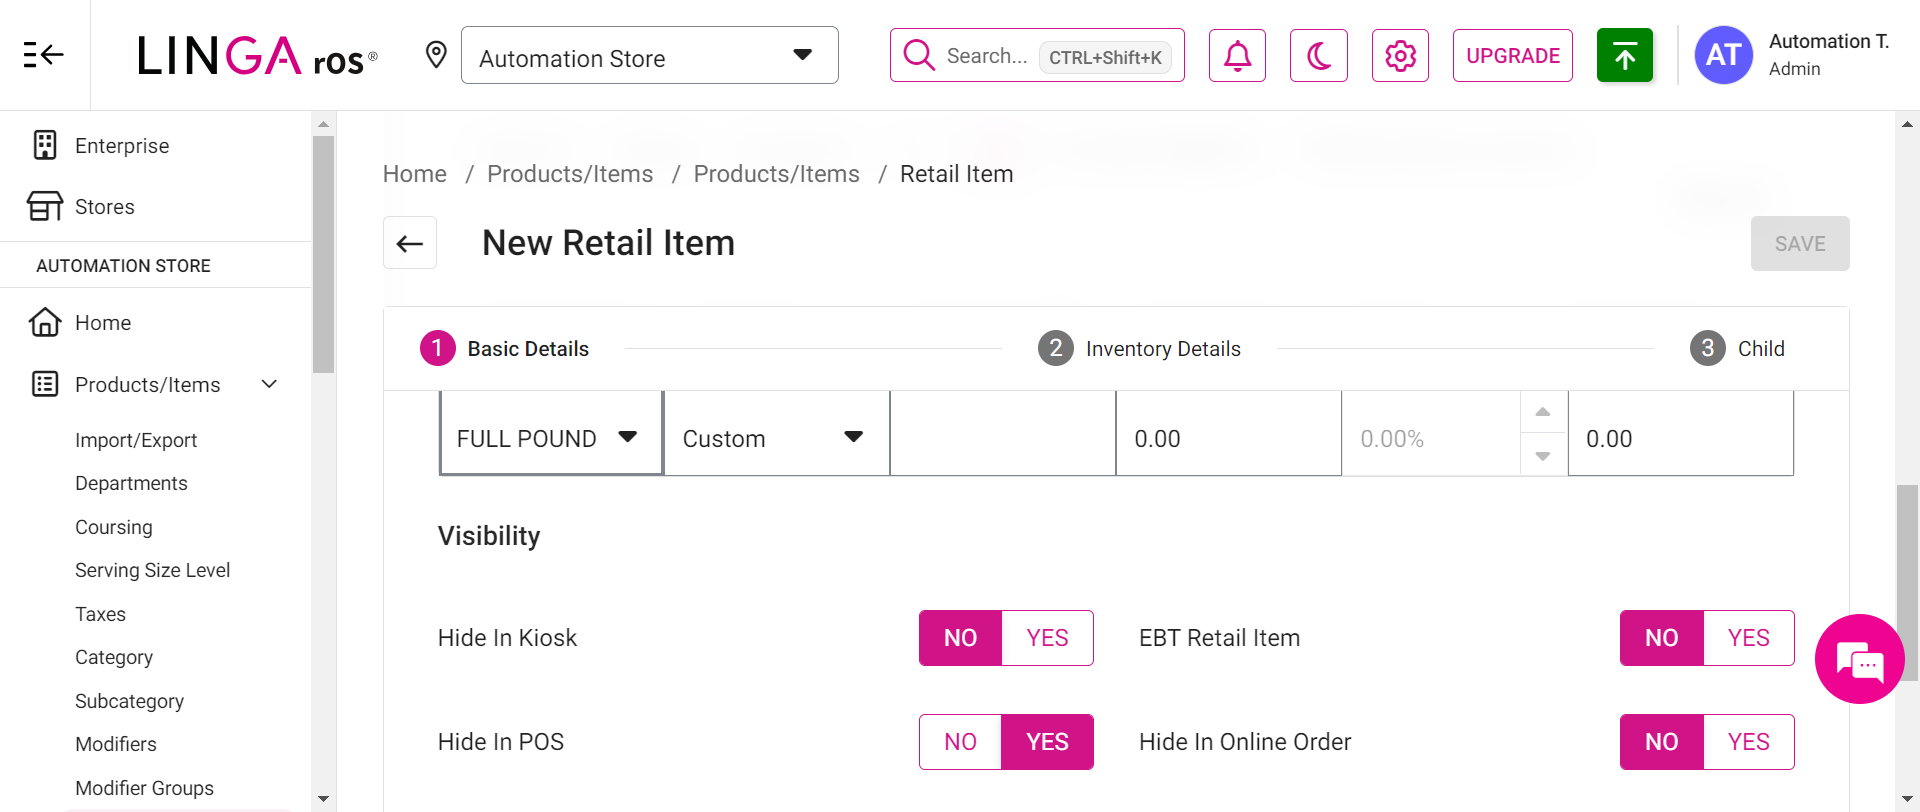 LINGA ros®
Automation Store
Search... CTRL+Shift+K
UPGRADE
AT
Automation T.
Admin
Enterprise
Stores
AUTOMATION STORE
Home
Products/Items
Import/Export
Departments
Coursing
Serving Size Level
Taxes
Category
Subcategory
Modifiers
Modifier Groups
Home / Products/Items / Products/Items / Retail Item
New Retail Item
SAVE
1 Basic Details
2 Inventory Details
3 Child
FULL POUND Custom 0.00 0.00% 0.00
Visibility
Hide In Kiosk NO YES
EBT Retail Item NO YES
Hide In POS NO YES
Hide In Online Order NO YES